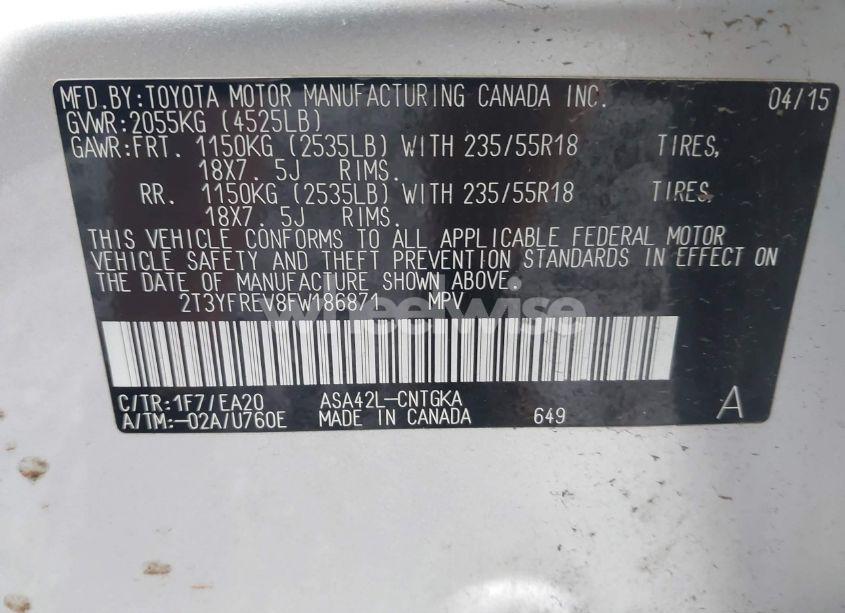 MFD.BY:TOYOTA MOTOR MANUFACTURING CANADA INC. 04/15
GVWR:2055KG (4525LB)
GAWR:FRT. 1150KG (2535LB) WITH 235/55R18 TIRES,
18X7.5J RIMS.
RR. 1150KG (2535LB) WITH 235/55R18 TIRES,
18X7.5J RIMS.
THIS VEHICLE CONFORMS TO ALL APPLICABLE FEDERAL MOTOR
VEHICLE SAFETY AND THEFT PREVENTION STANDARDS IN EFFECT ON
THE DATE OF MANUFACTURE SHOWN ABOVE.
2T3YFREV8FW186871 MPV
wheelwise
C/TR:1F7/EA20 ASA42L-CNTGKA
A/TM:-02A/U760E MADE IN CANADA 649 A